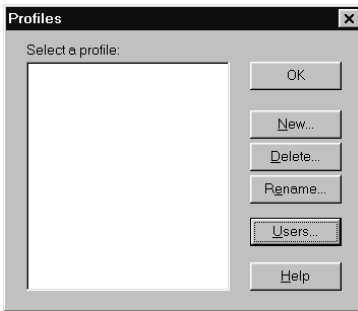 Profiles
Select a profile:
OK
New...
Delete...
Rename...
Users...
Help